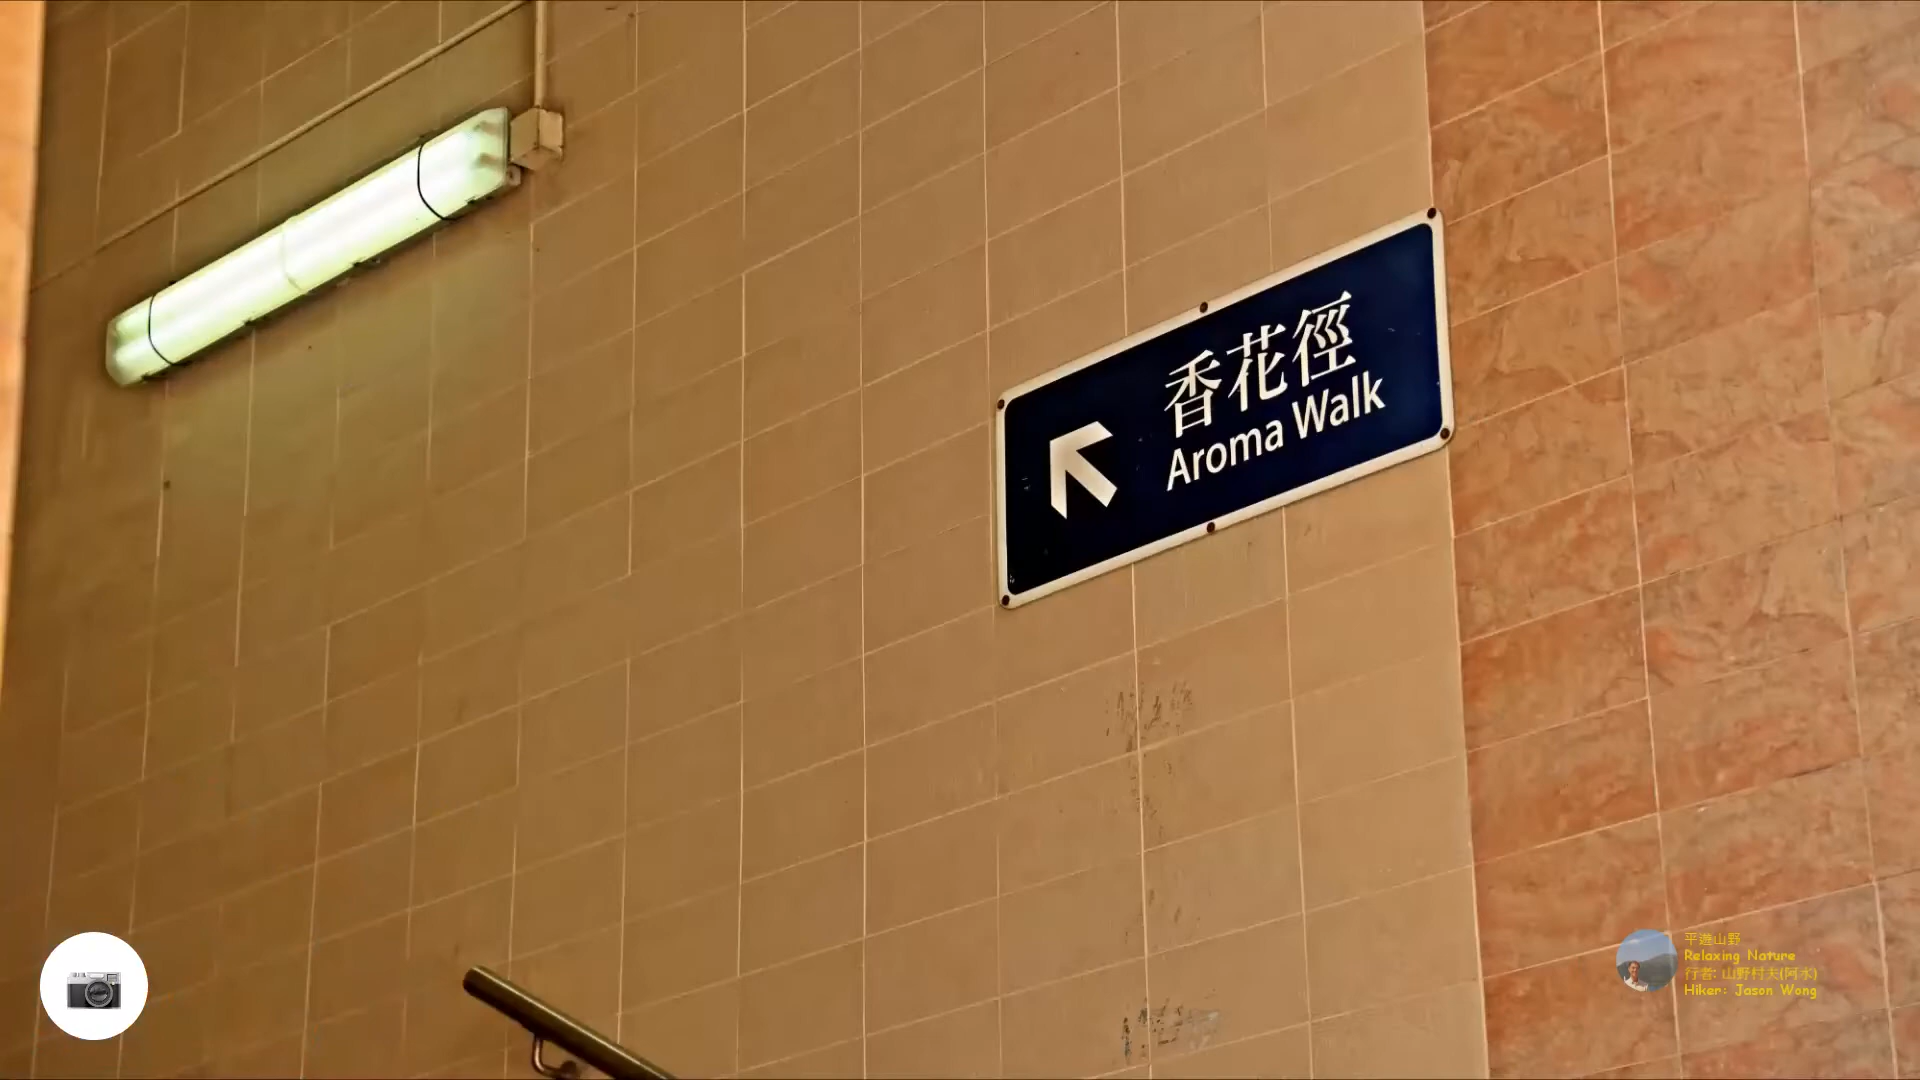 香花徑
Aroma Walk
平遊山野
Relaxing Nature
行者: 山野村夫(阿水)
Hiker: Jason Wong